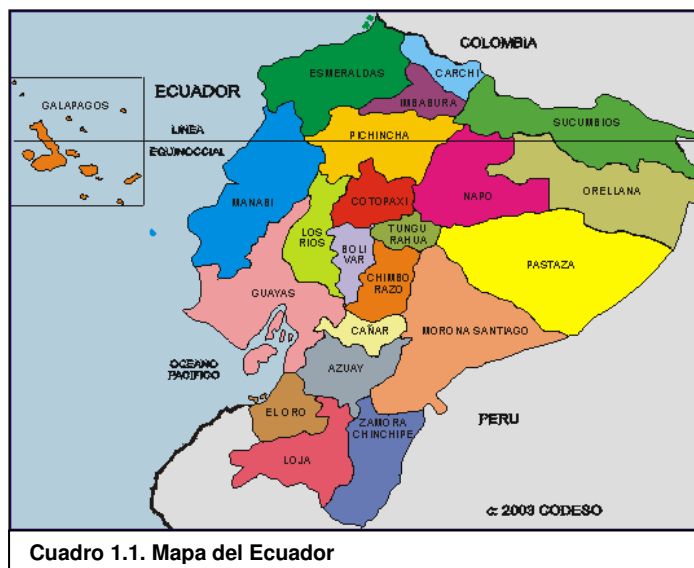 COLOMBIA
ESMERALDAS
CARCHI
ECUADOR
IMBABURA
GALAPAGOS
SUCUMBIOS
LINEA
PICHINCHA
EQUINOCCIAL
ORELLANA
NAPO
COTOPAXI
MANABI
LOS
RIOS
TUNGU
RAHUA
BOLI
VAR
PASTAZA
CHIMBO
RAZO
GUAYAS
CAÑAR
MORONA SANTIAGO
OCEANO
PACIFICO
AZUAY
EL ORO
ZAMORA
CHINCHIPE
PERU
LOJA
c: 2003 CODESO
Cuadro 1.1. Mapa del Ecuador